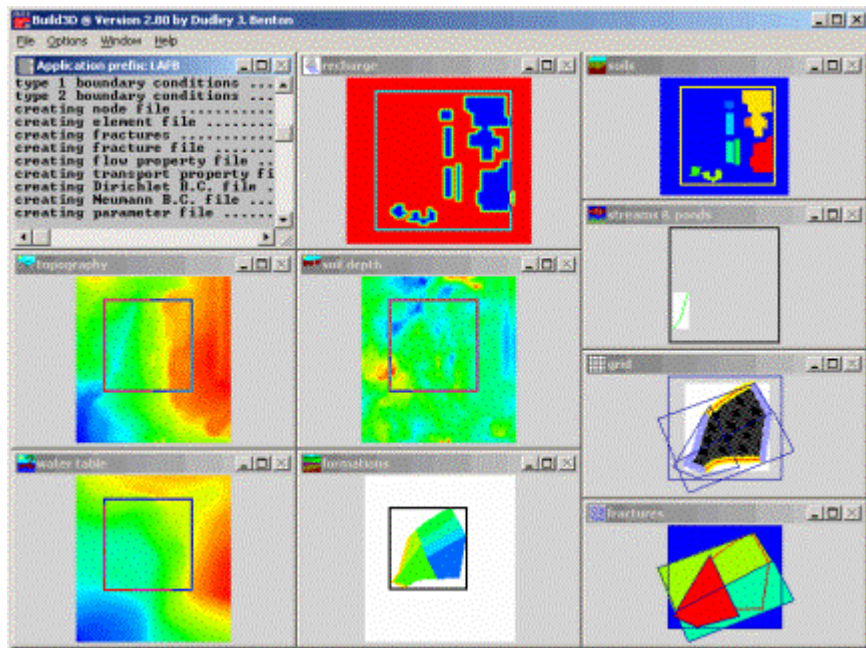 Build3D @ Version 2.80 by Dudley J. Benton
File Options Window Help
Application prefix: LAFB
type 1 boundary conditions ...
type 2 boundary conditions ...
creating node file ...........
creating element file ........
creating fractures ...........
creating fracture file .......
creating flow property file ..
creating transport property fi
creating Dirichlet B.C. file .
creating Neumann B.C. file ...
creating parameter file ......
recharge
soils
streams & ponds
topography
soil depth
grid
water table
formations
fractures